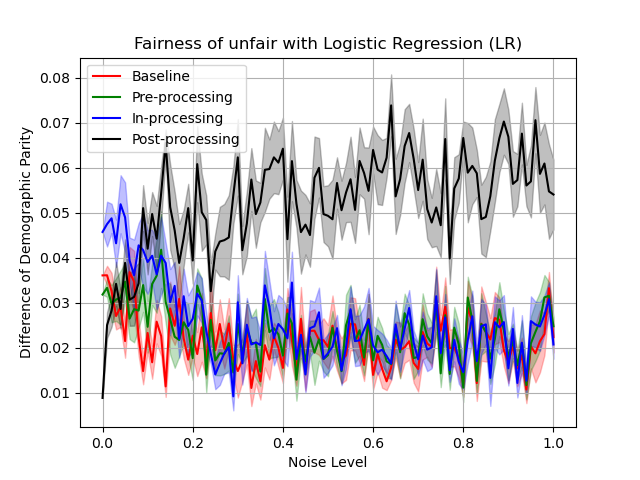 Fairness of unfair with Logistic Regression (LR)
Baseline
Pre-processing
In-processing
Post-processing
Difference of Demographic Parity
0.08
0.07
0.06
0.05
0.04
0.03
0.02
0.01
0.0 0.2 0.4 0.6 0.8 1.0
Noise Level